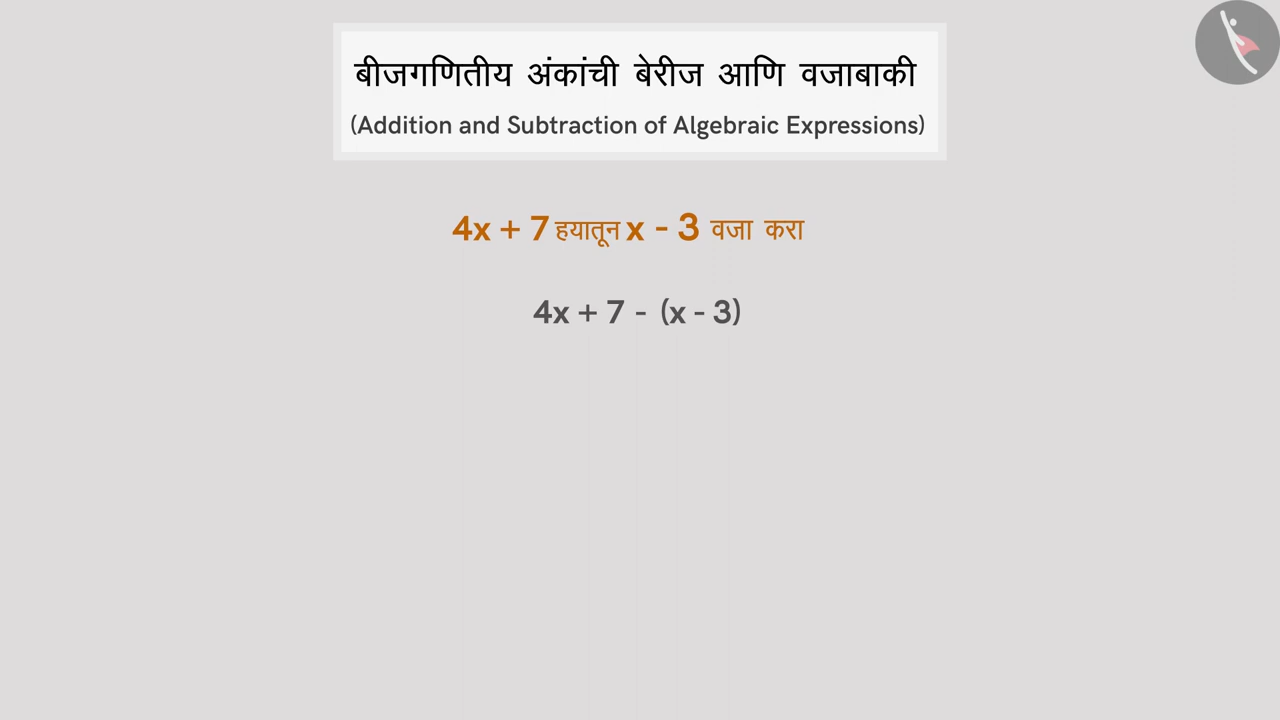 बीजगणितीय अंकांची बेरीज आणि वजाबाकी
(Addition and Subtraction of Algebraic Expressions)
4x + 7 हयातून x - 3 वजा करा
4x + 7 - (x - 3)